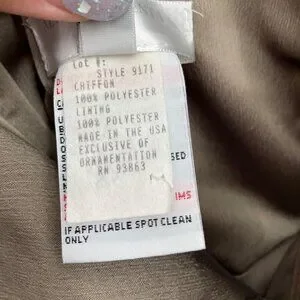 Lot #:
STYLE 9171
CHIFFON
100% POLYESTER
LINING
100% POLYESTER
MADE IN THE USA
EXCLUSIVE OF
ORNAMENTATION
RN 93863
SED
IF APPLICABLE SPOT CLEAN
ONLY